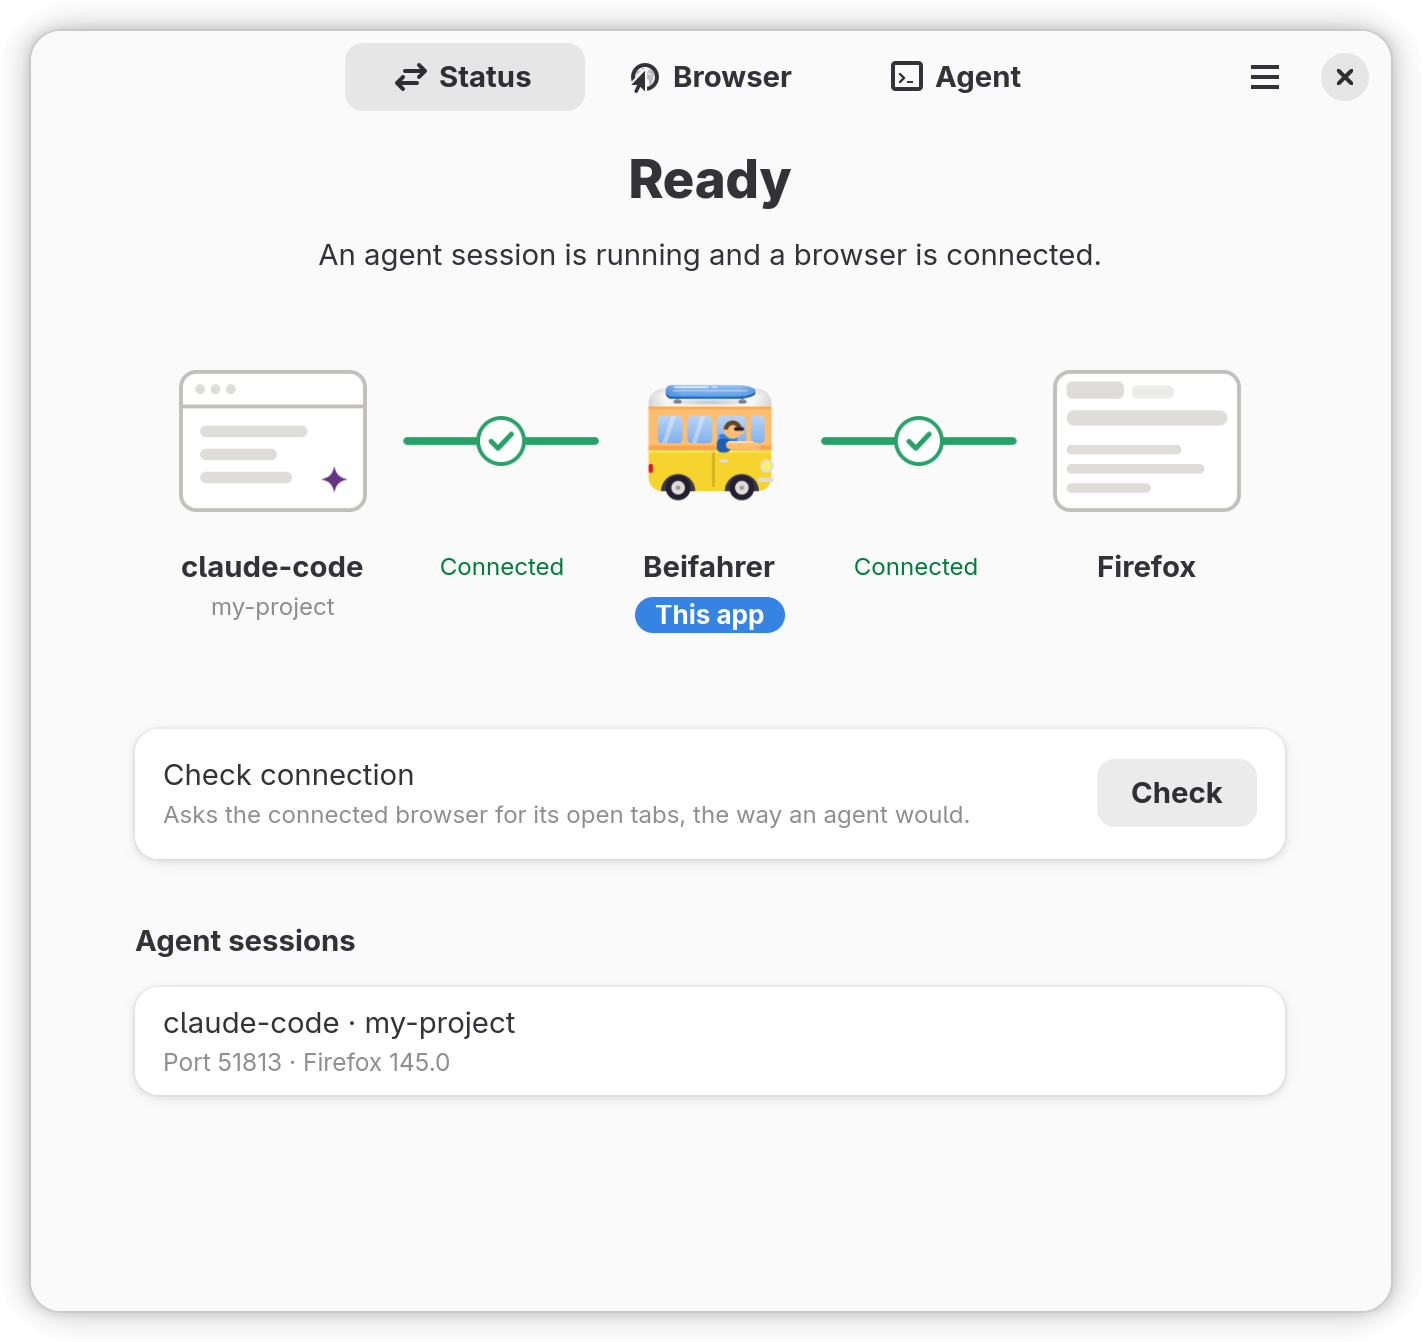 Status
Browser
Agent
Ready
An agent session is running and a browser is connected.
claude-code
Connected
Beifahrer
Connected
Firefox
my-project
This app
Check connection
Asks the connected browser for its open tabs, the way an agent would.
Check
Agent sessions
claude-code · my-project
Port 51813 · Firefox 145.0